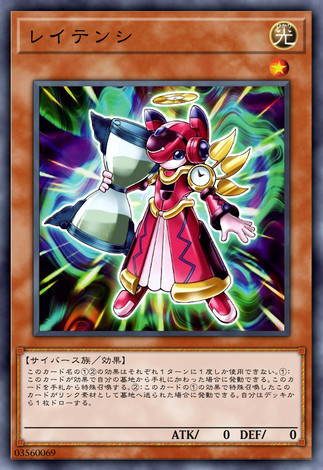 レイテンシ
光
【サイバース族／効果】
このカード名の①②の効果はそれぞれ１ターンに１度しか使用できない。①：
このカードが効果で自分の墓地から手札に加わった場合に発動できる。このカ
ードを手札から特殊召喚する。②：このカードの①の効果で特殊召喚したこの
カードがリンク素材として墓地へ送られた場合に発動できる。自分はデッキか
ら１枚ドローする。
ATK/ 0 DEF/ 0
03560069